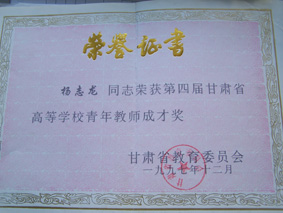 荣誉证书
杨志龙 同志荣获第四届甘肃省
高等学校青年教师成才奖
甘肃省教育委员会
一九九七年十二月